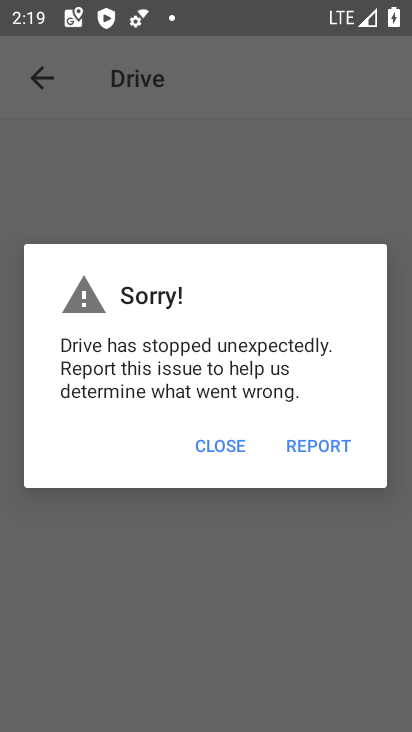 2:19
LTE
Drive
Sorry!
Drive has stopped unexpectedly.
Report this issue to help us
determine what went wrong.
CLOSE REPORT